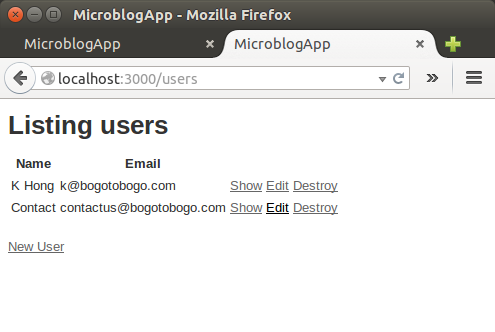 MicroblogApp - Mozilla Firefox
MicroblogApp MicroblogApp
localhost:3000/users
Listing users
Name Email
K Hong k@bogotobogo.com Show Edit Destroy
Contact contactus@bogotobogo.com Show Edit Destroy
New User